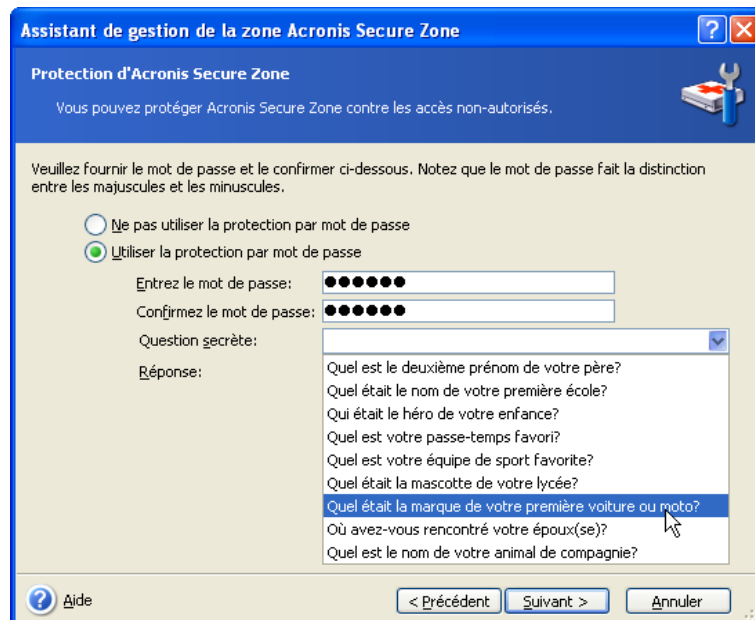 Assistant de gestion de la zone Acronis Secure Zone
Protection d'Acronis Secure Zone
Vous pouvez protéger Acronis Secure Zone contre les accès non-autorisés.
Veuillez fournir le mot de passe et le confirmer ci-dessous. Notez que le mot de passe fait la distinction
entre les majuscules et les minuscules.
Ne pas utiliser la protection par mot de passe
Utiliser la protection par mot de passe
Entrez le mot de passe: ●●●●●●
Confirmez le mot de passe: ●●●●●●
Question secrète:
Réponse:
Quel est le deuxième prénom de votre père?
Quel était le nom de votre première école?
Qui était le héro de votre enfance?
Quel est votre passe-temps favori?
Quel est votre équipe de sport favorite?
Quel était la mascotte de votre lycée?
Quel était la marque de votre première voiture ou moto?
Où avez-vous rencontré votre époux(se)?
Quel est le nom de votre animal de compagnie?
Aide
< Précédent
Suivant >
Annuler